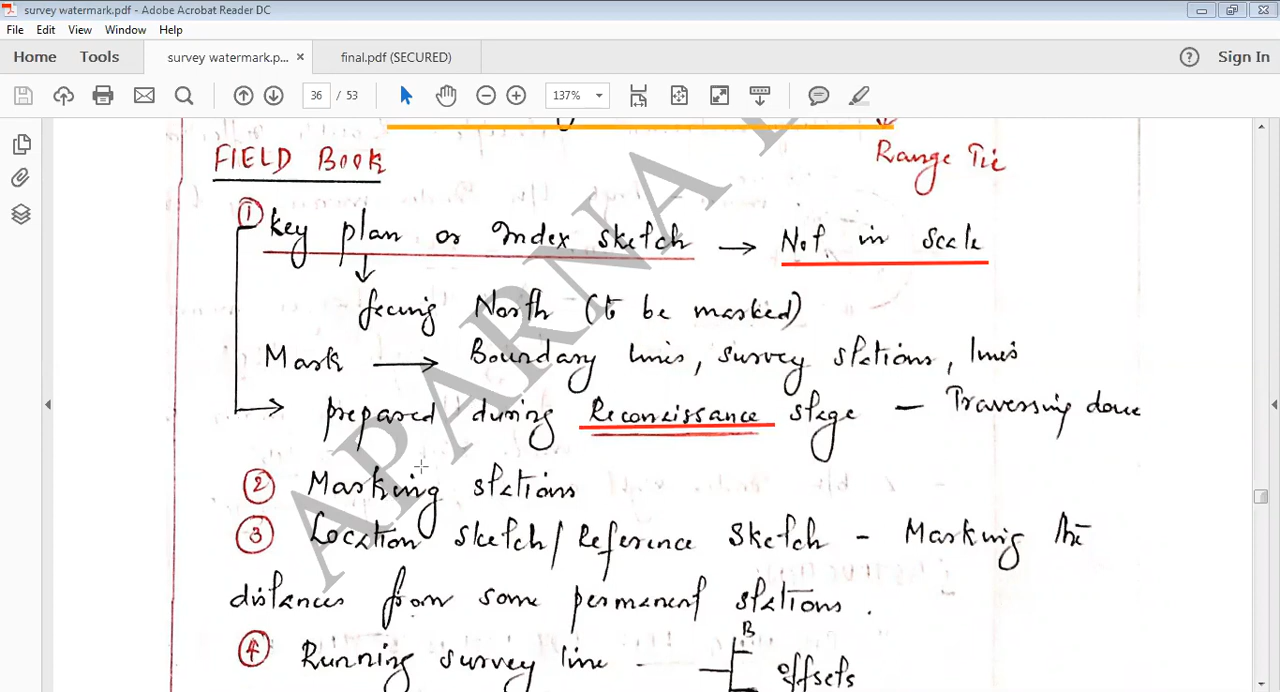 survey watermark.pdf - Adobe Acrobat Reader DC
File Edit View Window Help
Home Tools survey watermark.p... × final.pdf (SECURED) ? Sign In
36 / 53 137%
Range Tie
FIELD BOOK
① Key plan or Index sketch → Not in scale
facing North (to be marked)
Mark → Boundary lines, survey stations, lines
→ prepared during Reconaissance stage – Traversing done
② Marking stations
③ Location sketch/Reference sketch - Marking the
distances from some permanent stations.
B
④ Running survey line offsets
APARNA